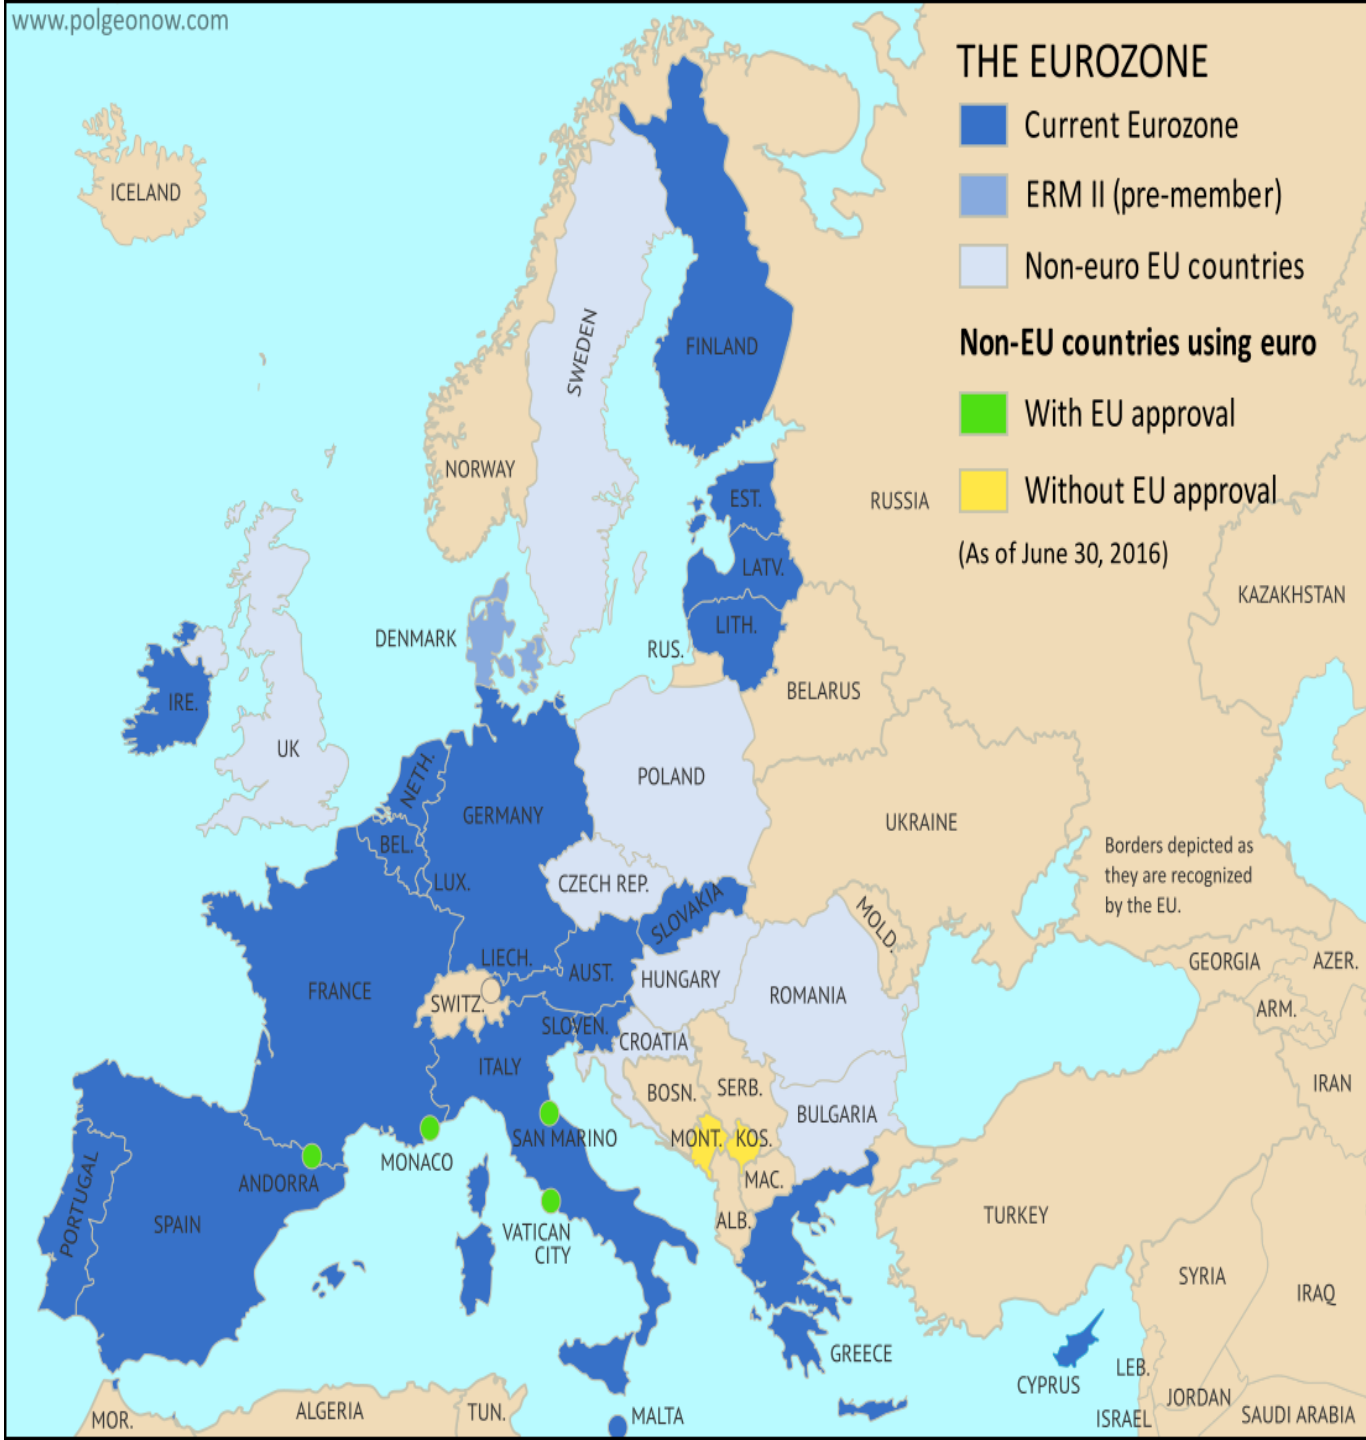 www.polgeonow.com
THE EUROZONE
Current Eurozone
ERM II (pre-member)
Non-euro EU countries
Non-EU countries using euro
With EU approval
Without EU approval
(As of June 30, 2016)
ICELAND
SWEDEN
FINLAND
NORWAY
RUSSIA
EST.
LATV.
LITH.
KAZAKHSTAN
DENMARK
RUS.
BELARUS
IRE.
UK
NETH.
POLAND
GERMANY
UKRAINE
BEL.
Borders depicted as
they are recognized
by the EU.
LUX.
CZECH REP.
SLOVAKIA
MOLD.
LIECH.
AUST.
HUNGARY
ROMANIA
GEORGIA
AZER.
FRANCE
SWITZ.
SLOVEN.
CROATIA
ARM.
ITALY
BOSN.
SERB.
IRAN
BULGARIA
SAN MARINO
MONT.
KOS.
MONACO
ANDORRA
MAC.
PORTUGAL
SPAIN
VATICAN
CITY
ALB.
TURKEY
SYRIA
IRAQ
GREECE
CYPRUS
LEB.
JORDAN
MOR.
ALGERIA
TUN.
MALTA
ISRAEL
SAUDI ARABIA